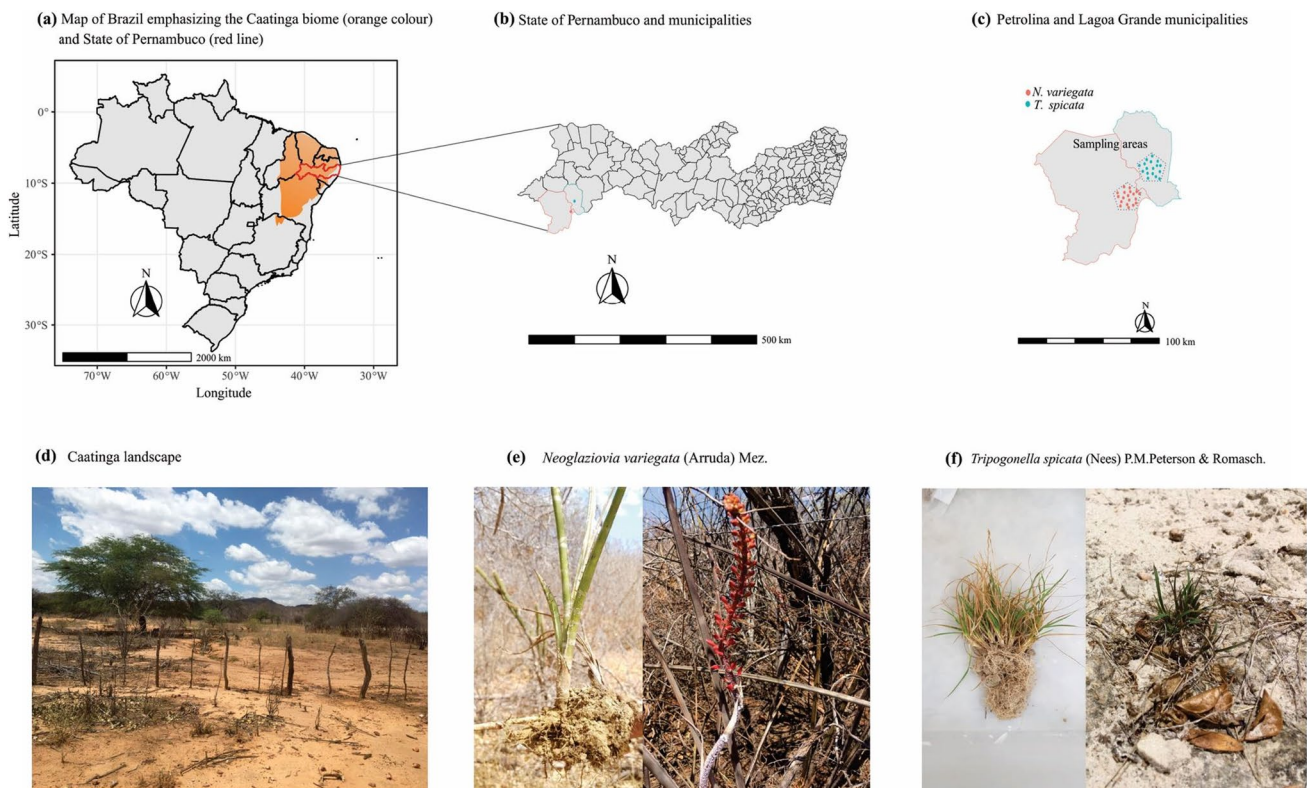 (a) Map of Brazil emphasizing the Caatinga biome (orange colour)
and State of Pernambuco (red line)
(b) State of Pernambuco and municipalities
(c) Petrolina and Lagoa Grande municipalities
0°
10°S
20°S
30°S
Latitude
N
2000 km
70°W
60°W
50°W
40°W
30°W
Longitude
N
500 km
N. variegata
T. spicata
Sampling areas
N
100 km
(d) Caatinga landscape
(e) Neoglaziovia variegata (Arruda) Mez.
(f) Tripogonella spicata (Nees) P.M.Peterson & Romasch.